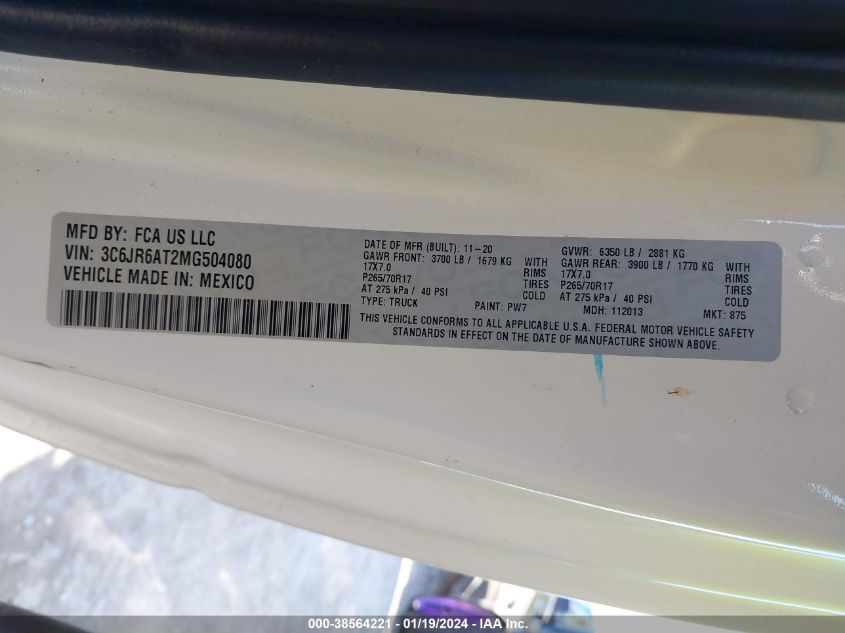 MFD BY: FCA US LLC
VIN: 3C6JR6AT2MG504080
VEHICLE MADE IN: MEXICO
DATE OF MFR (BUILT): 11-20
GAWR FRONT: 3700 LB / 1679 KG WITH
17X7.0 RIMS
P265/70R17 TIRES
AT 275 kPa / 40 PSI COLD
TYPE: TRUCK PAINT: PW7
GVWR: 6350 LB / 2881 KG
GAWR REAR: 3900 LB / 1770 KG WITH
17X7.0 RIMS
P265/70R17 TIRES
AT 275 kPa / 40 PSI COLD
MDH: 112013 MKT: 875
THIS VEHICLE CONFORMS TO ALL APPLICABLE U.S.A. FEDERAL MOTOR VEHICLE SAFETY
STANDARDS IN EFFECT ON THE DATE OF MANUFACTURE SHOWN ABOVE.
000-38564221 - 01/19/2024 - IAA Inc.